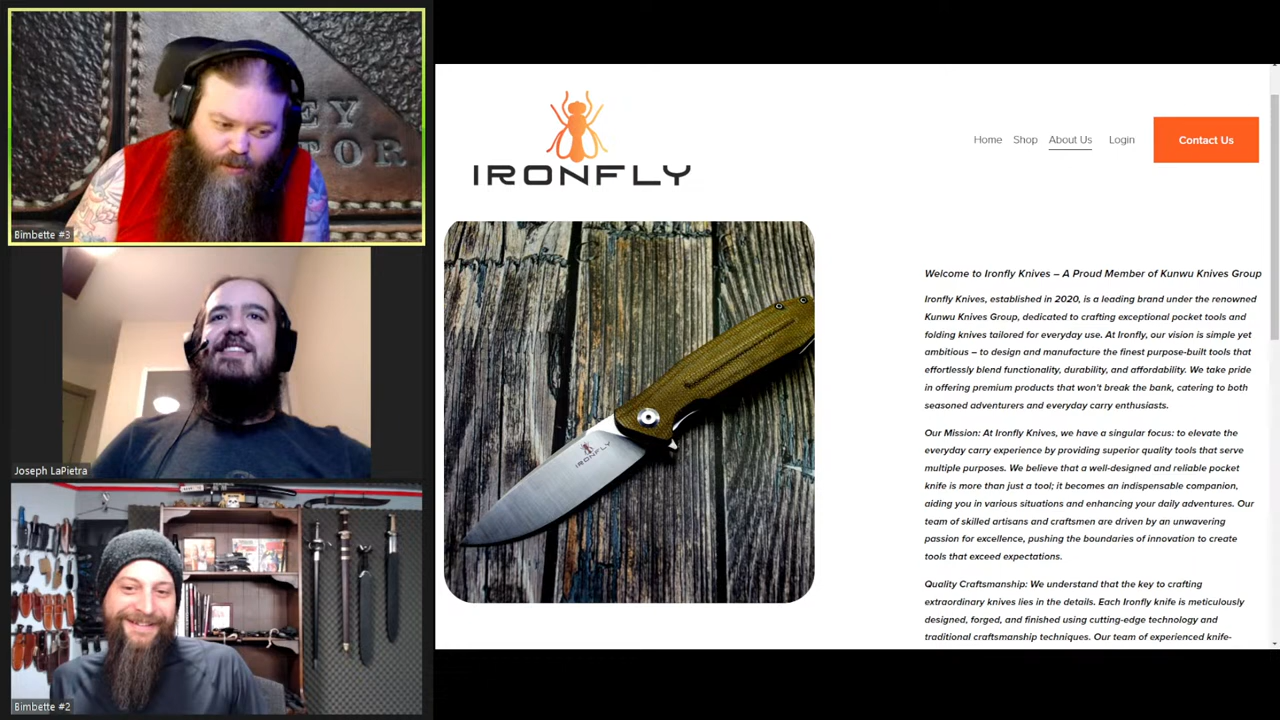 EY
TOR
Bimbette #3
Joseph LaPietra
Bimbette #2
IRONFLY
Home Shop About Us Login Contact Us
IRONFLY
Welcome to Ironfly Knives – A Proud Member of Kunwu Knives Group
Ironfly Knives, established in 2020, is a leading brand under the renowned
Kunwu Knives Group, dedicated to crafting exceptional pocket tools and
folding knives tailored for everyday use. At Ironfly, our vision is simple yet
ambitious – to design and manufacture the finest purpose-built tools that
effortlessly blend functionality, durability, and affordability. We take pride
in offering premium products that won't break the bank, catering to both
seasoned adventurers and everyday carry enthusiasts.
Our Mission: At Ironfly Knives, we have a singular focus: to elevate the
everyday carry experience by providing superior quality tools that serve
multiple purposes. We believe that a well-designed and reliable pocket
knife is more than just a tool; it becomes an indispensable companion,
aiding you in various situations and enhancing your daily adventures. Our
team of skilled artisans and craftsmen are driven by an unwavering
passion for excellence, pushing the boundaries of innovation to create
tools that exceed expectations.
Quality Craftsmanship: We understand that the key to crafting
extraordinary knives lies in the details. Each Ironfly knife is meticulously
designed, forged, and finished using cutting-edge technology and
traditional craftsmanship techniques. Our team of experienced knife-